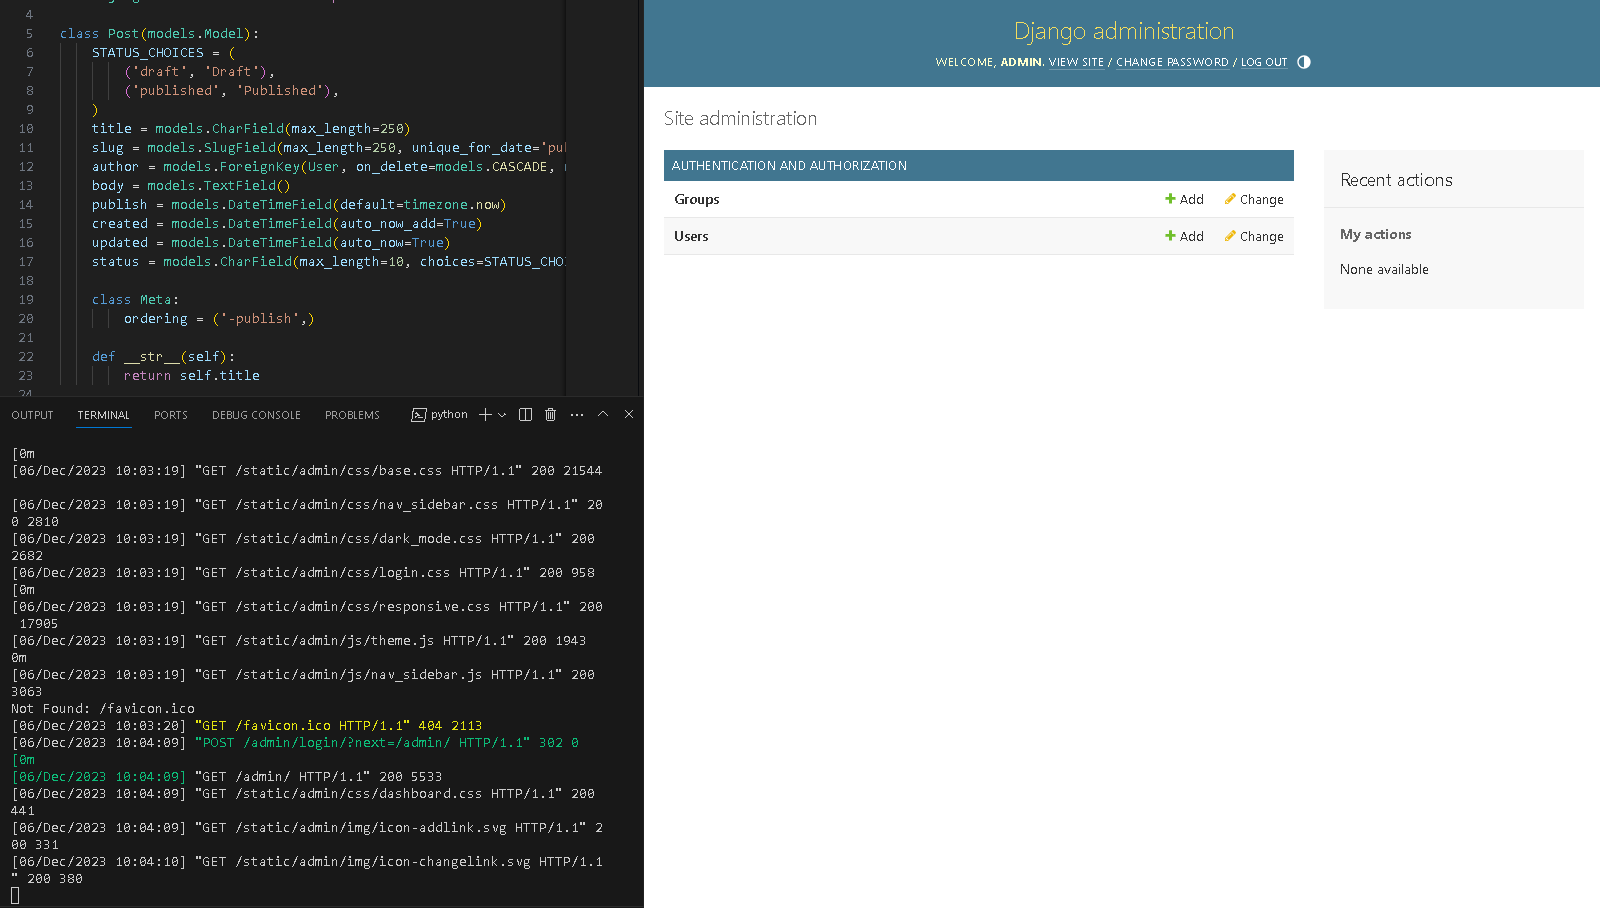 4
5 class Post(models.Model):
6 STATUS_CHOICES = (
7 ('draft', 'Draft'),
8 ('published', 'Published'),
9 )
10 title = models.CharField(max_length=250)
11 slug = models.SlugField(max_length=250, unique_for_date='pu
12 author = models.ForeignKey(User, on_delete=models.CASCADE,
13 body = models.TextField()
14 publish = models.DateTimeField(default=timezone.now)
15 created = models.DateTimeField(auto_now_add=True)
16 updated = models.DateTimeField(auto_now=True)
17 status = models.CharField(max_length=10, choices=STATUS_CHO
18
19 class Meta:
20 ordering = ('-publish',)
21
22 def __str__(self):
23 return self.title
24
OUTPUT TERMINAL PORTS DEBUG CONSOLE PROBLEMS python
[0m
[06/Dec/2023 10:03:19] "GET /static/admin/css/base.css HTTP/1.1" 200 21544
[06/Dec/2023 10:03:19] "GET /static/admin/css/nav_sidebar.css HTTP/1.1" 20
0 2810
[06/Dec/2023 10:03:19] "GET /static/admin/css/dark_mode.css HTTP/1.1" 200
2682
[06/Dec/2023 10:03:19] "GET /static/admin/css/login.css HTTP/1.1" 200 958
[0m
[06/Dec/2023 10:03:19] "GET /static/admin/css/responsive.css HTTP/1.1" 200
17905
[06/Dec/2023 10:03:19] "GET /static/admin/js/theme.js HTTP/1.1" 200 1943
0m
[06/Dec/2023 10:03:19] "GET /static/admin/js/nav_sidebar.js HTTP/1.1" 200
3063
Not Found: /favicon.ico
[06/Dec/2023 10:03:20] "GET /favicon.ico HTTP/1.1" 404 2113
[06/Dec/2023 10:04:09] "POST /admin/login/?next=/admin/ HTTP/1.1" 302 0
[0m
[06/Dec/2023 10:04:09] "GET /admin/ HTTP/1.1" 200 5533
[06/Dec/2023 10:04:09] "GET /static/admin/css/dashboard.css HTTP/1.1" 200
441
[06/Dec/2023 10:04:09] "GET /static/admin/img/icon-addlink.svg HTTP/1.1" 2
00 331
[06/Dec/2023 10:04:10] "GET /static/admin/img/icon-changelink.svg HTTP/1.1
" 200 380
Django administration
WELCOME, ADMIN. VIEW SITE / CHANGE PASSWORD / LOG OUT
Site administration
AUTHENTICATION AND AUTHORIZATION
Groups Add Change
Users Add Change
Recent actions
My actions
None available